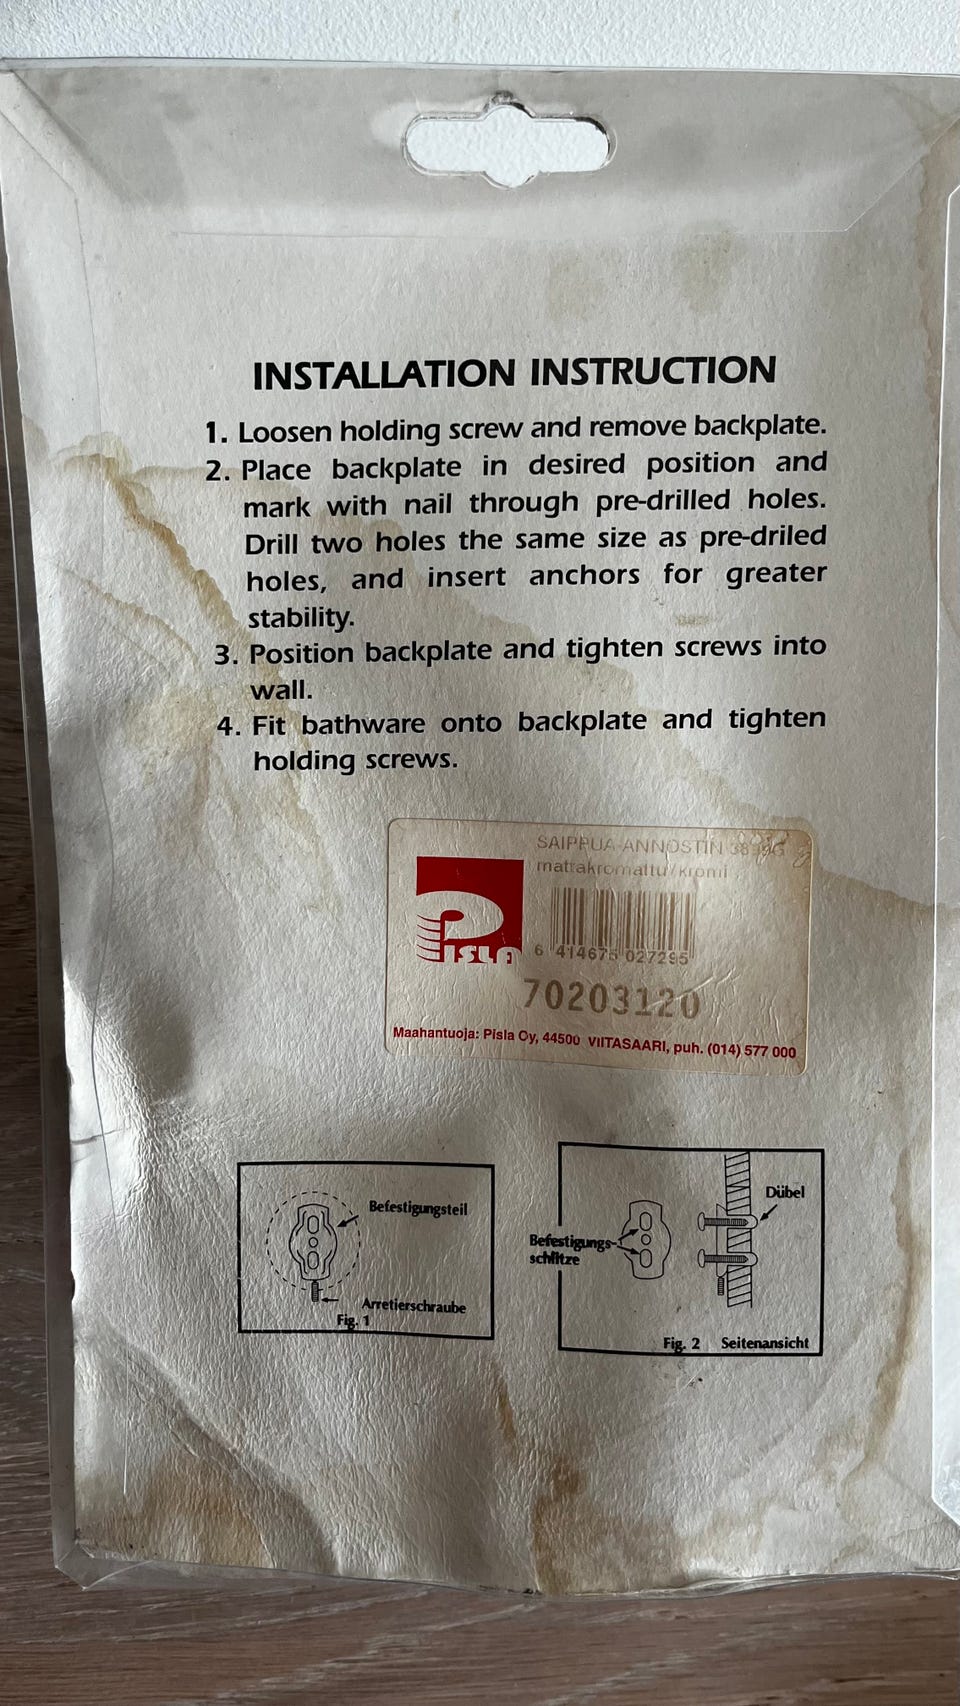 INSTALLATION INSTRUCTION
1. Loosen holding screw and remove backplate.
2. Place backplate in desired position and
mark with nail through pre-drilled holes.
Drill two holes the same size as pre-driled
holes, and insert anchors for greater
stability.
3. Position backplate and tighten screws into
wall.
4. Fit bathware onto backplate and tighten
holding screws.
SAIPPUA-ANNOSTIN
mattakromattu/kromi
Pisla
6 414675 027295
70203120
Maahantuoja: Pisla Oy, 44500 VIITASAARI, puh. (014) 577 000
Befestigungsteil
Arretierschraube
Fig. 1
Dübel
Befestigungs-
schlitze
Fig. 2 Seitenansicht